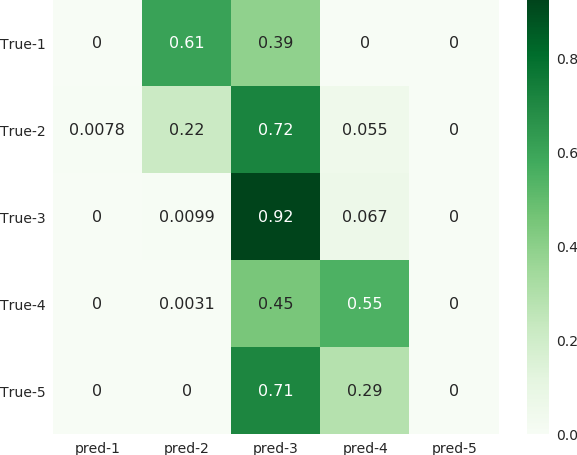 True-1 0 0.61 0.39 0 0
True-2 0.0078 0.22 0.72 0.055 0
True-3 0 0.0099 0.92 0.067 0
True-4 0 0.0031 0.45 0.55 0
True-5 0 0 0.71 0.29 0
pred-1 pred-2 pred-3 pred-4 pred-5
0.8
0.6
0.4
0.2
0.0